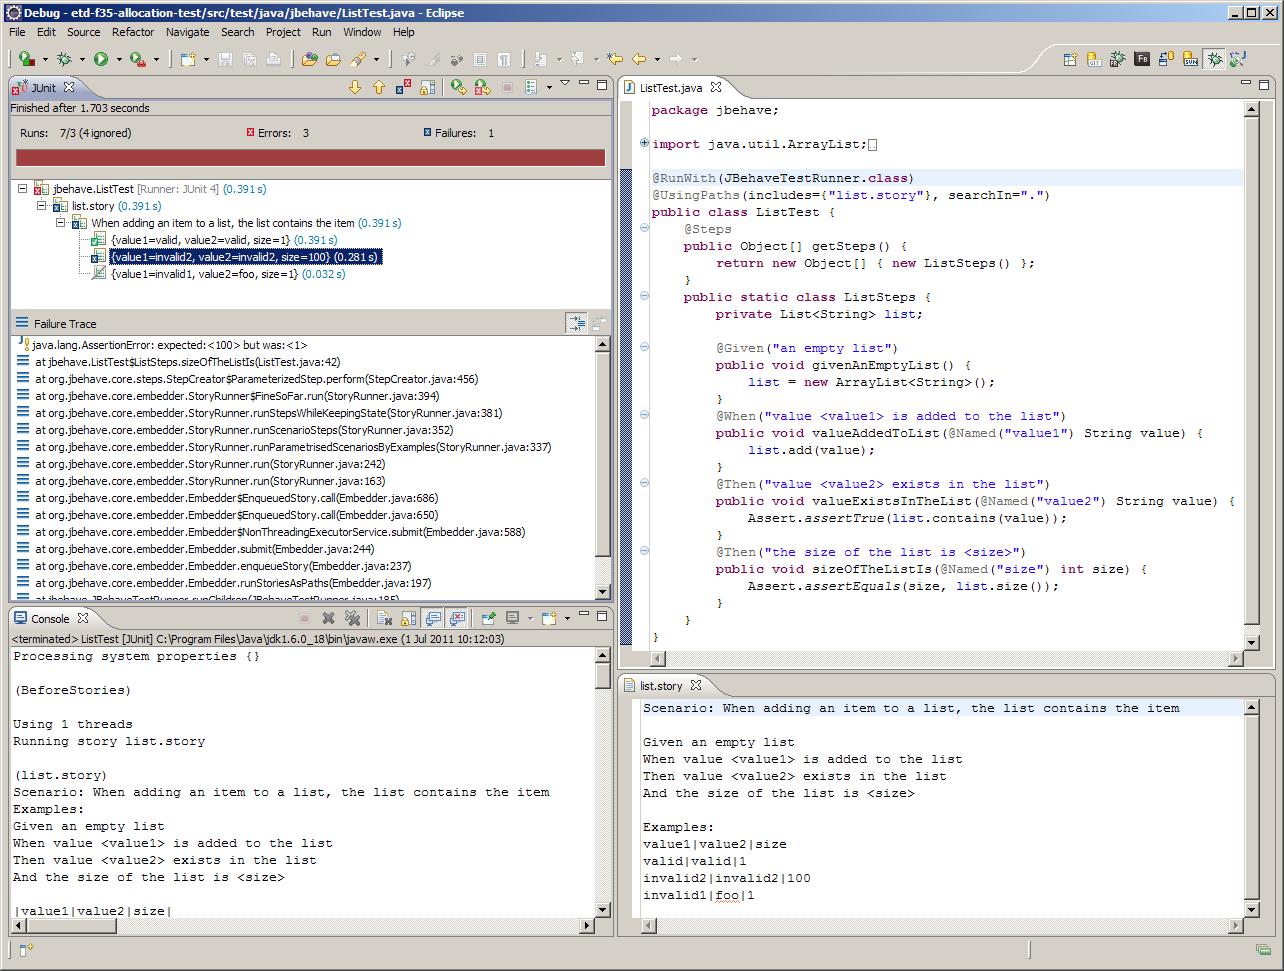 Debug - etd-f35-allocation-test/src/test/java/jbehave/ListTest.java - Eclipse
File Edit Source Refactor Navigate Search Project Run Window Help
JUnit
Finished after 1.703 seconds
Runs: 7/3 (4 ignored) Errors: 3 Failures: 1
jbehave.ListTest [Runner: JUnit 4] (0.391 s)
list.story (0.391 s)
When adding an item to a list, the list contains the item (0.391 s)
{value1=valid, value2=valid, size=1} (0.391 s)
{value1=invalid2, value2=invalid2, size=100} (0.281 s)
{value1=invalid1, value2=foo, size=1} (0.032 s)
Failure Trace
java.lang.AssertionError: expected:<100> but was:<1>
at jbehave.ListTest$ListSteps.sizeOfTheListIs(ListTest.java:42)
at org.jbehave.core.steps.StepCreator$ParameterizedStep.perform(StepCreator.java:456)
at org.jbehave.core.embedder.StoryRunner$FineSoFar.run(StoryRunner.java:394)
at org.jbehave.core.embedder.StoryRunner.runStepsWhileKeepingState(StoryRunner.java:381)
at org.jbehave.core.embedder.StoryRunner.runScenarioSteps(StoryRunner.java:352)
at org.jbehave.core.embedder.StoryRunner.runParametrisedScenariosByExamples(StoryRunner.java:337)
at org.jbehave.core.embedder.StoryRunner.run(StoryRunner.java:242)
at org.jbehave.core.embedder.StoryRunner.run(StoryRunner.java:163)
at org.jbehave.core.embedder.Embedder$EnqueuedStory.call(Embedder.java:686)
at org.jbehave.core.embedder.Embedder$EnqueuedStory.call(Embedder.java:650)
at org.jbehave.core.embedder.Embedder$NonThreadingExecutorService.submit(Embedder.java:588)
at org.jbehave.core.embedder.Embedder.submit(Embedder.java:244)
at org.jbehave.core.embedder.Embedder.enqueueStory(Embedder.java:237)
at org.jbehave.core.embedder.Embedder.runStoriesAsPaths(Embedder.java:197)
at jbehave.JBehaveTestRunner.runChildren(JBehaveTestRunner.java:185)
Console
<terminated> ListTest [JUnit] C:\Program Files\Java\jdk1.6.0_18\bin\javaw.exe (1 Jul 2011 10:12:03)
Processing system properties {}
(BeforeStories)
Using 1 threads
Running story list.story
(list.story)
Scenario: When adding an item to a list, the list contains the item
Examples:
Given an empty list
When value <value1> is added to the list
Then value <value2> exists in the list
And the size of the list is <size>
|value1|value2|size|
ListTest.java
package jbehave;
import java.util.ArrayList;
@RunWith(JBehaveTestRunner.class)
@UsingPaths(includes={"list.story"}, searchIn=".")
public class ListTest {
@Steps
public Object[] getSteps() {
return new Object[] { new ListSteps() };
}
public static class ListSteps {
private List<String> list;
@Given("an empty list")
public void givenAnEmptyList() {
list = new ArrayList<String>();
}
@When("value <value1> is added to the list")
public void valueAddedToList(@Named("value1") String value) {
list.add(value);
}
@Then("value <value2> exists in the list")
public void valueExistsInTheList(@Named("value2") String value) {
Assert.assertTrue(list.contains(value));
}
@Then("the size of the list is <size>")
public void sizeOfTheListIs(@Named("size") int size) {
Assert.assertEquals(size, list.size());
}
}
}
list.story
Scenario: When adding an item to a list, the list contains the item
Given an empty list
When value <value1> is added to the list
Then value <value2> exists in the list
And the size of the list is <size>
Examples:
value1|value2|size
valid|valid|1
invalid2|invalid2|100
invalid1|foo|1